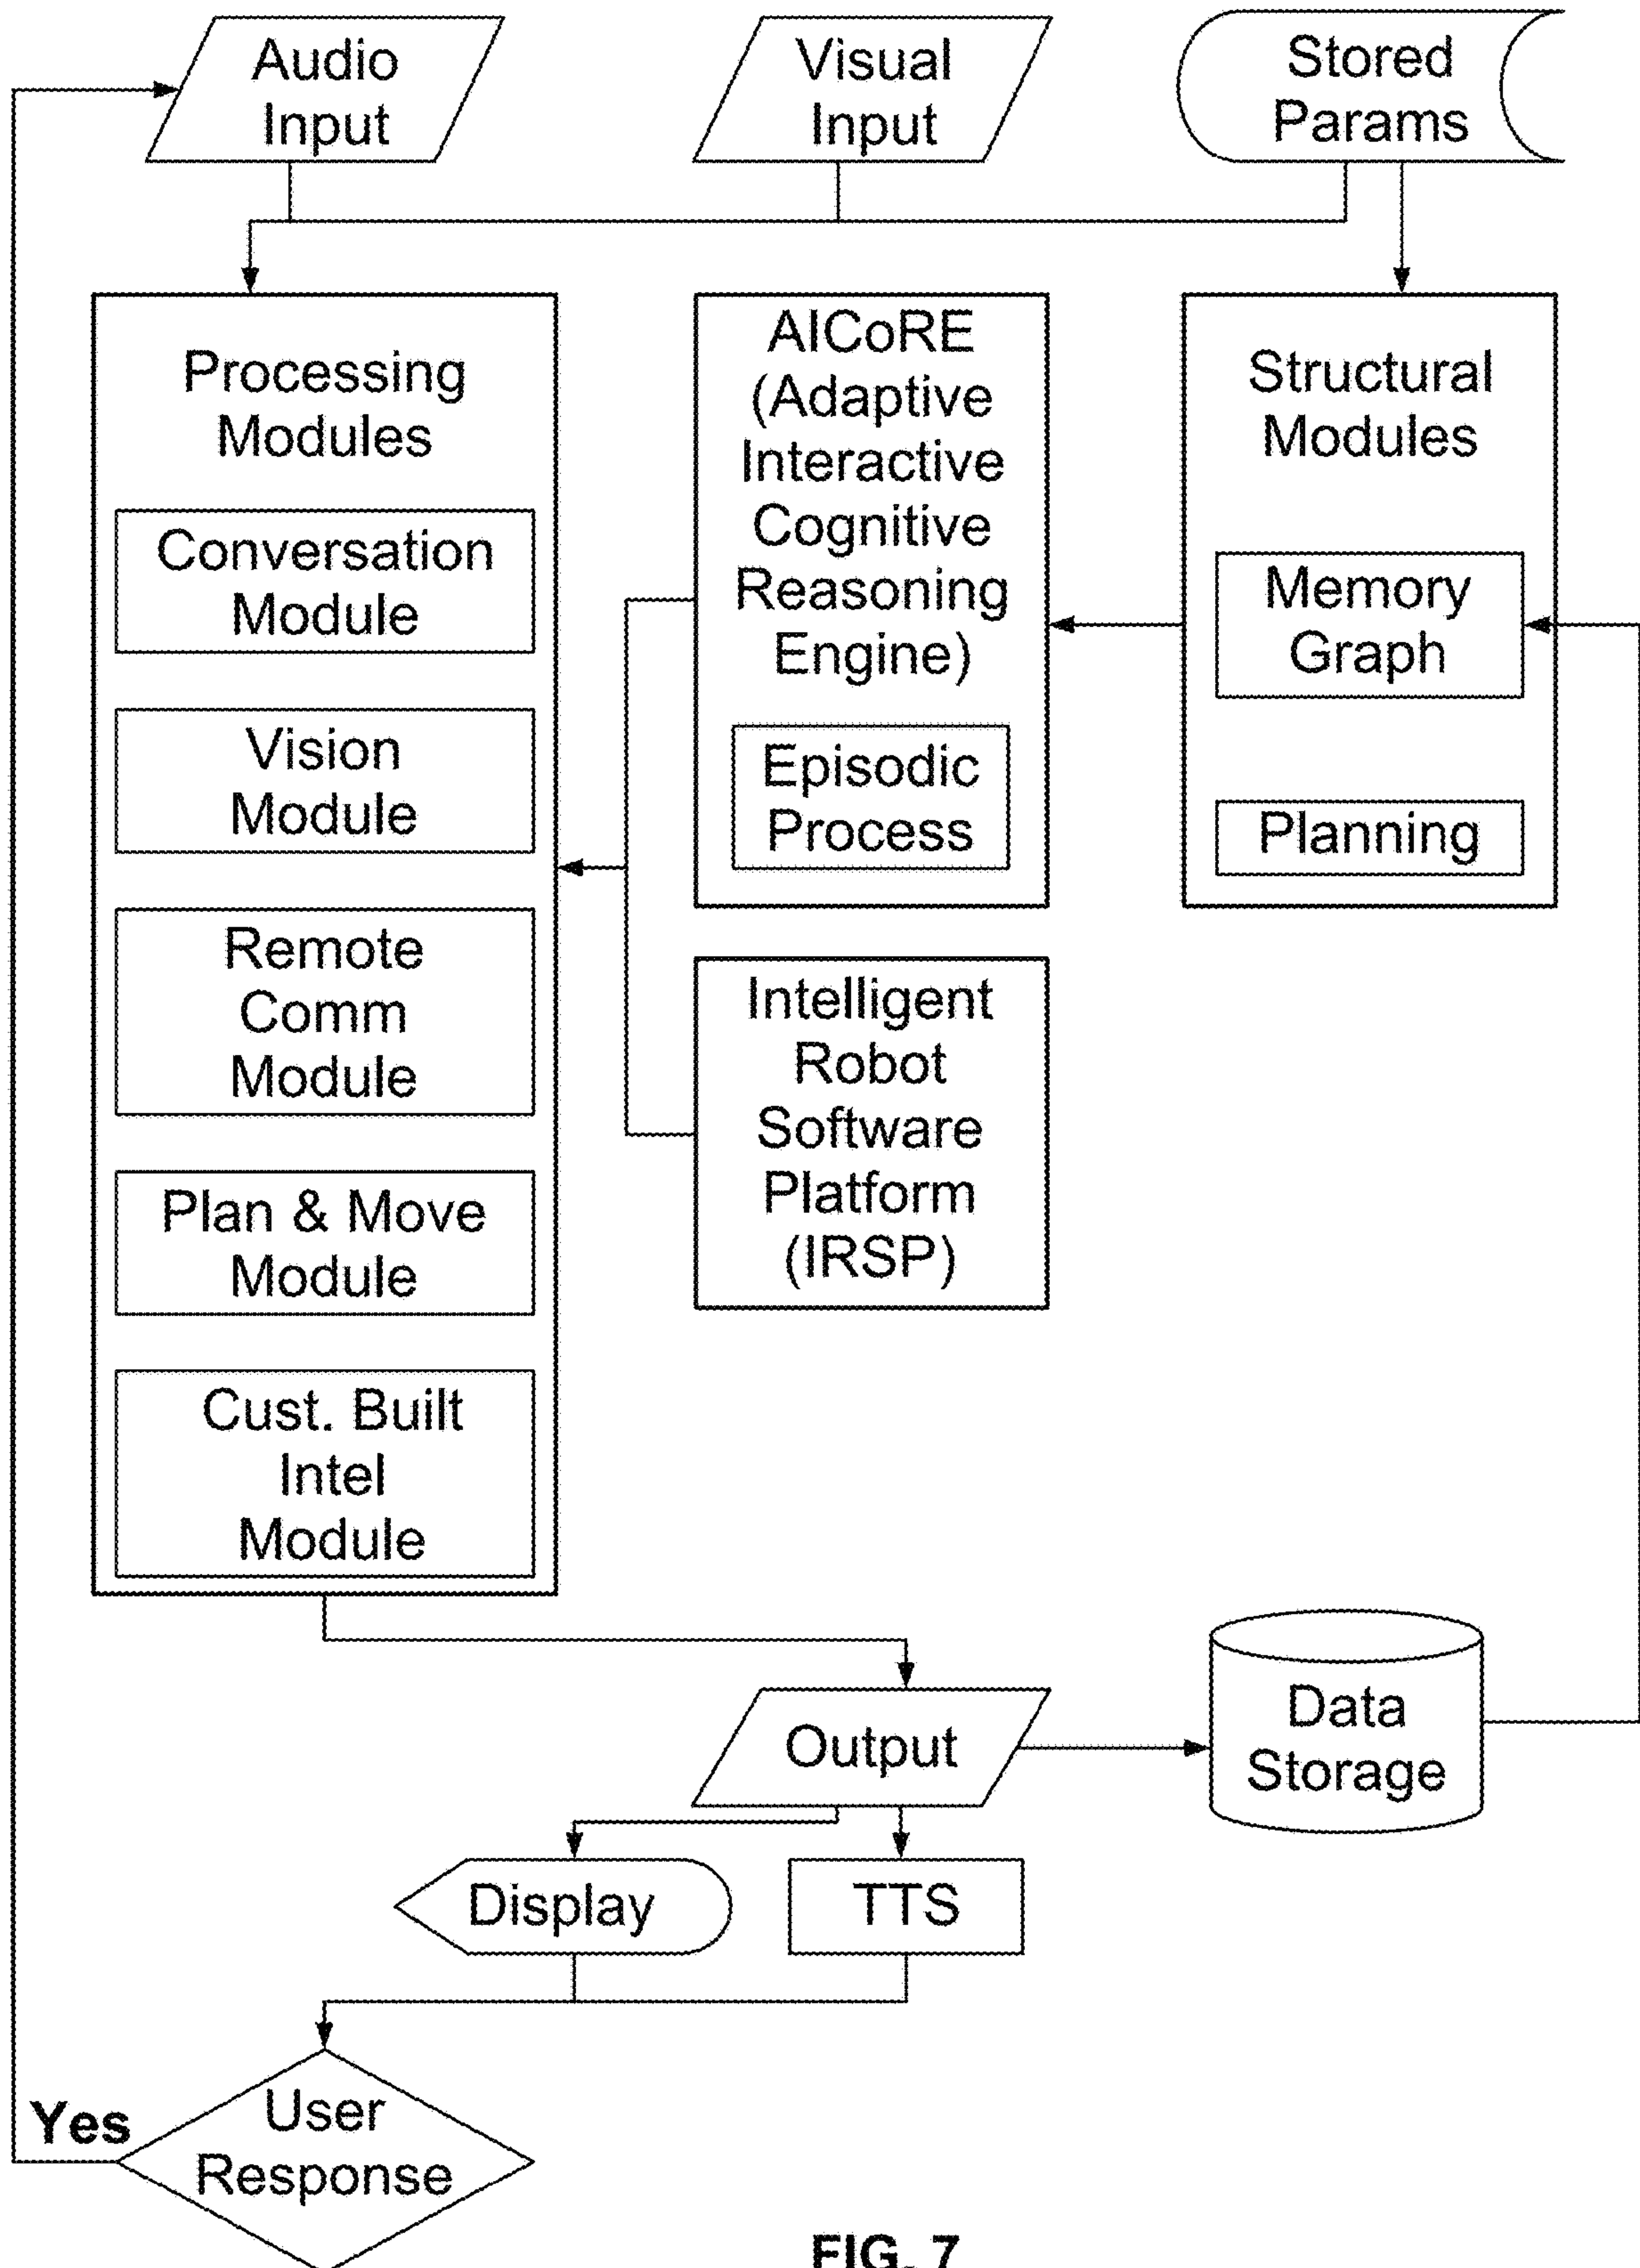 Audio
Input
Visual
Input
Stored
Params
Processing
Modules
Conversation
Module
Vision
Module
Remote
Comm
Module
Plan & Move
Module
Cust. Built
Intel
Module
AICoRE
(Adaptive
Interactive
Cognitive
Reasoning
Engine)
Episodic
Process
Intelligent
Robot
Software
Platform
(IRSP)
Structural
Modules
Memory
Graph
Planning
Output
Data
Storage
Display
TTS
Yes
User
Response
FIG. 7